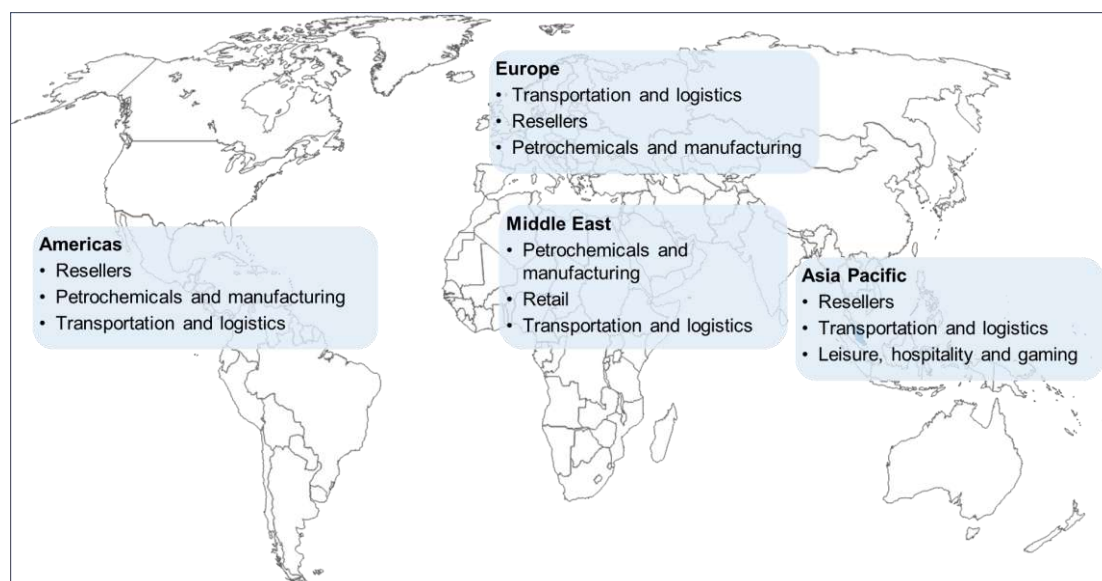 Europe
• Transportation and logistics
• Resellers
• Petrochemicals and manufacturing
Middle East
• Petrochemicals and
manufacturing
• Retail
• Transportation and logistics
Americas
• Resellers
• Petrochemicals and manufacturing
• Transportation and logistics
Asia Pacific
• Resellers
• Transportation and logistics
• Leisure, hospitality and gaming